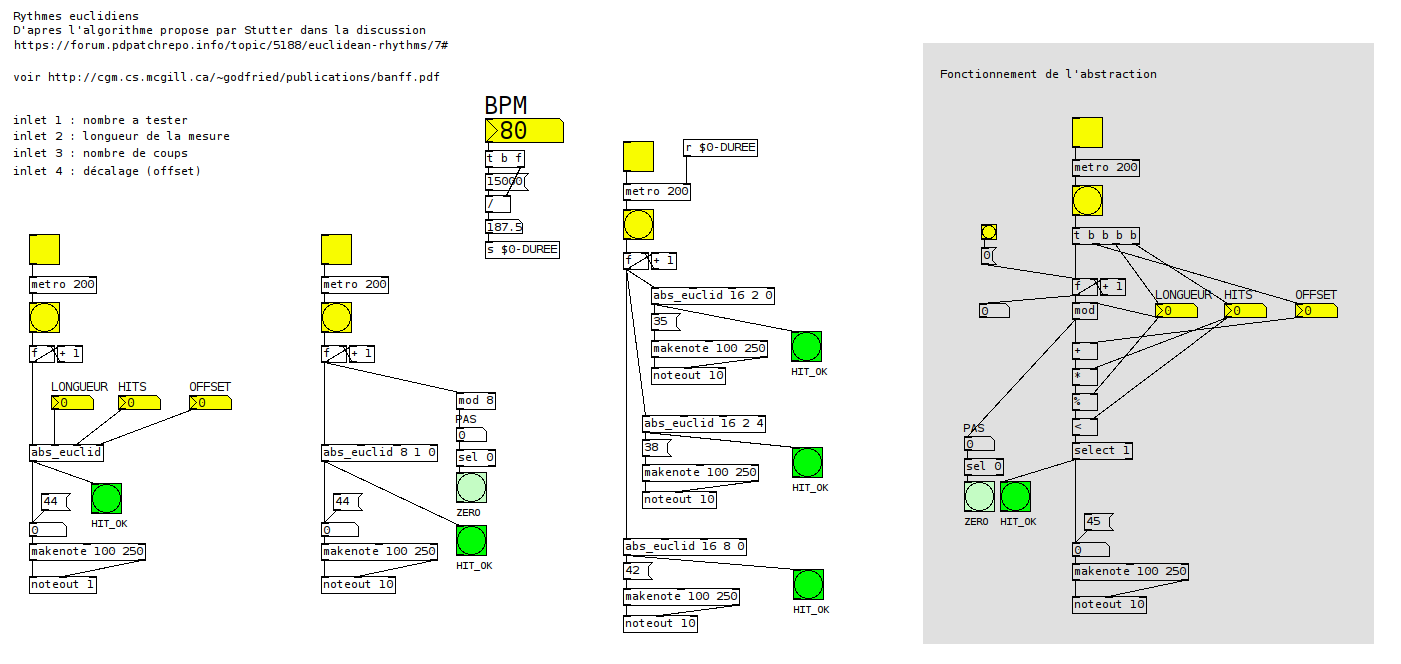 Rythmes euclidiens
D'apres l'algorithme propose par Stutter dans la discussion
https://forum.pdpatchrepo.info/topic/5188/euclidean-rhythms/7#
voir http://cgm.cs.mcgill.ca/~godfried/publications/banff.pdf
inlet 1 : nombre a tester
inlet 2 : longueur de la mesure
inlet 3 : nombre de coups
inlet 4 : décalage (offset)
metro 200
f
+ 1
LONGUEUR HITS OFFSET
0 0 0
abs_euclid
44
HIT_OK
0
makenote 100 250
noteout 1
metro 200
f
+ 1
mod 8
PAS
0
abs_euclid 8 1 0
sel 0
ZERO
44
0
HIT_OK
makenote 100 250
noteout 10
BPM
80
t b f
15000
/
187.5
s $0-DUREE
r $0-DUREE
metro 200
f
+ 1
abs_euclid 16 2 0
35
makenote 100 250
HIT_OK
noteout 10
abs_euclid 16 2 4
38
makenote 100 250
HIT_OK
noteout 10
abs_euclid 16 8 0
42
makenote 100 250
HIT_OK
noteout 10
Fonctionnement de l'abstraction
metro 200
t b b b b
0
f
+ 1
LONGUEUR HITS OFFSET
0
mod
0 0 0
+
*
%
<
PAS
0
select 1
sel 0
ZERO
HIT_OK
45
0
makenote 100 250
noteout 10